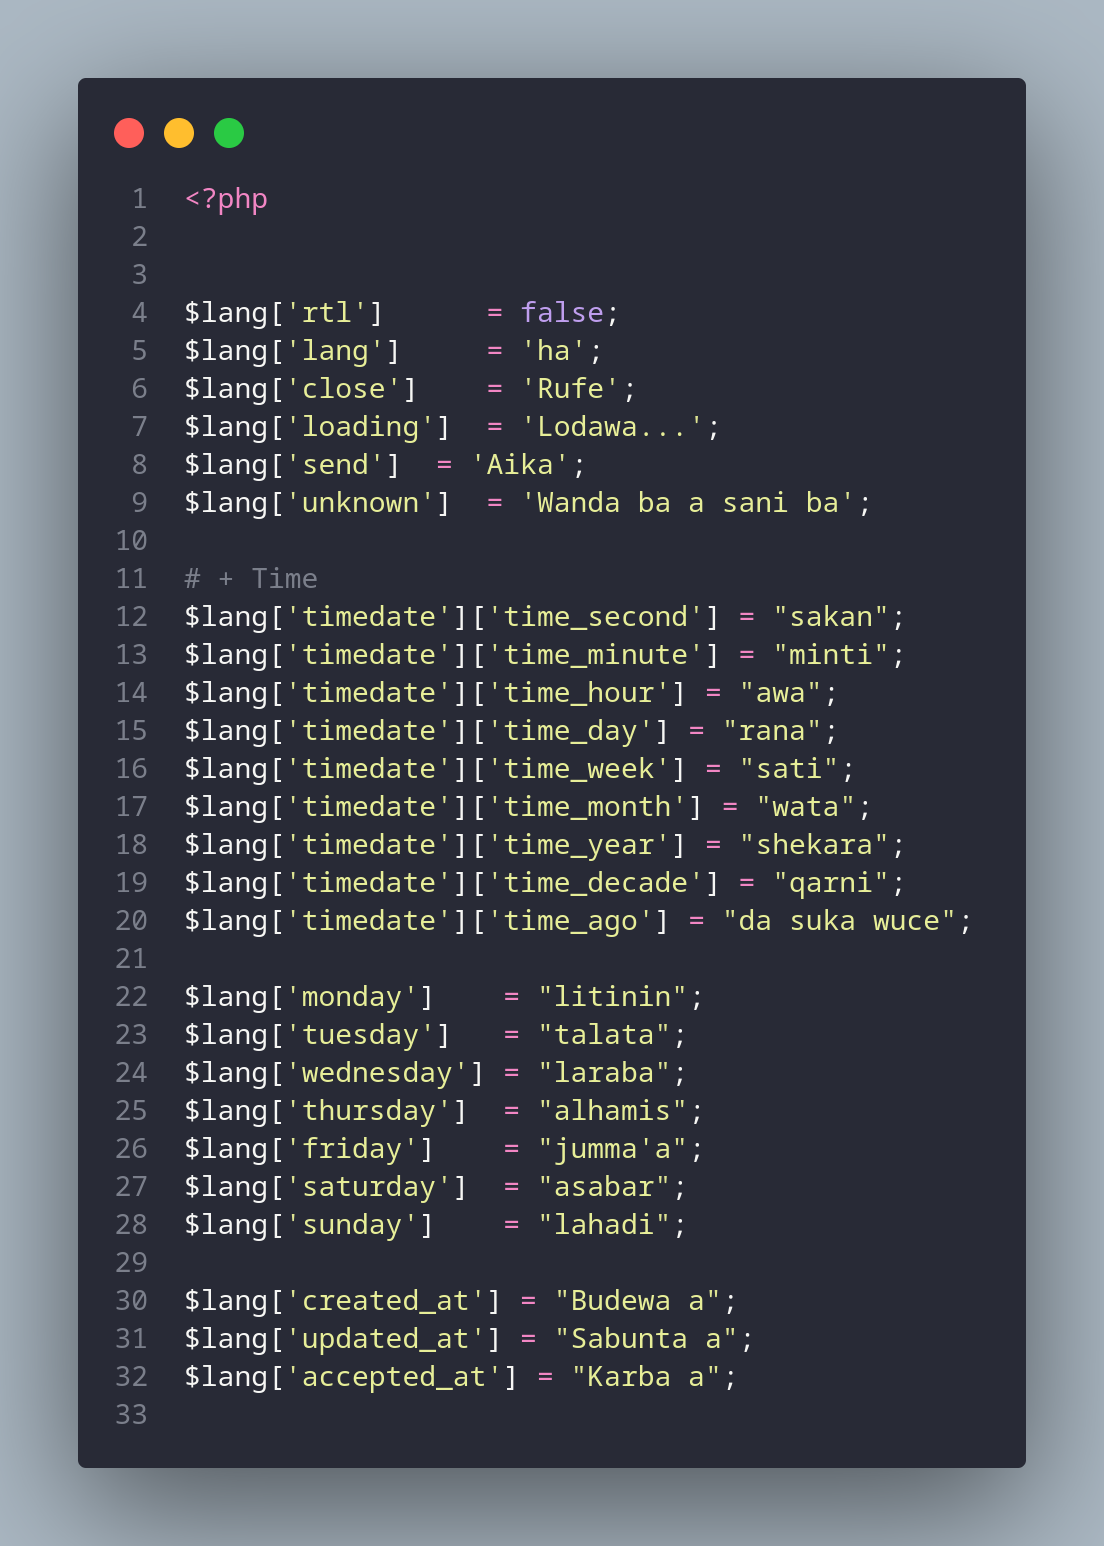 1 <?php
2
3
4 $lang['rtl']      = false;
5 $lang['lang']     = 'ha';
6 $lang['close']    = 'Rufe';
7 $lang['loading']  = 'Lodawa...';
8 $lang['send']  = 'Aika';
9 $lang['unknown']  = 'Wanda ba a sani ba';
10
11 # + Time
12 $lang['timedate']['time_second'] = "sakan";
13 $lang['timedate']['time_minute'] = "minti";
14 $lang['timedate']['time_hour'] = "awa";
15 $lang['timedate']['time_day'] = "rana";
16 $lang['timedate']['time_week'] = "sati";
17 $lang['timedate']['time_month'] = "wata";
18 $lang['timedate']['time_year'] = "shekara";
19 $lang['timedate']['time_decade'] = "qarni";
20 $lang['timedate']['time_ago'] = "da suka wuce";
21
22 $lang['monday']    = "litinin";
23 $lang['tuesday']   = "talata";
24 $lang['wednesday'] = "laraba";
25 $lang['thursday']  = "alhamis";
26 $lang['friday']    = "jumma'a";
27 $lang['saturday']  = "asabar";
28 $lang['sunday']    = "lahadi";
29
30 $lang['created_at'] = "Budewa a";
31 $lang['updated_at'] = "Sabunta a";
32 $lang['accepted_at'] = "Karba a";
33